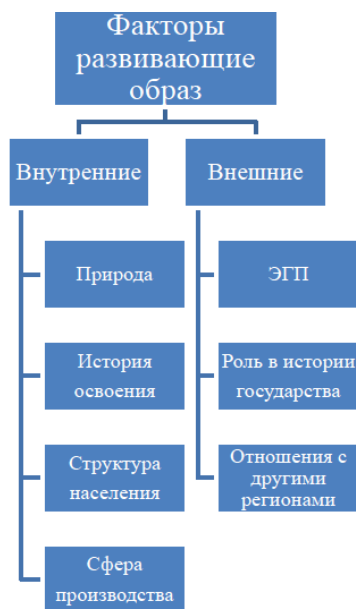 Факторы
развивающие
образ
Внутренние
Внешние
Природа
ЭГП
История
освоения
Роль в истории
государства
Структура
населения
Отношения с
другими
регионами
Сфера
производства